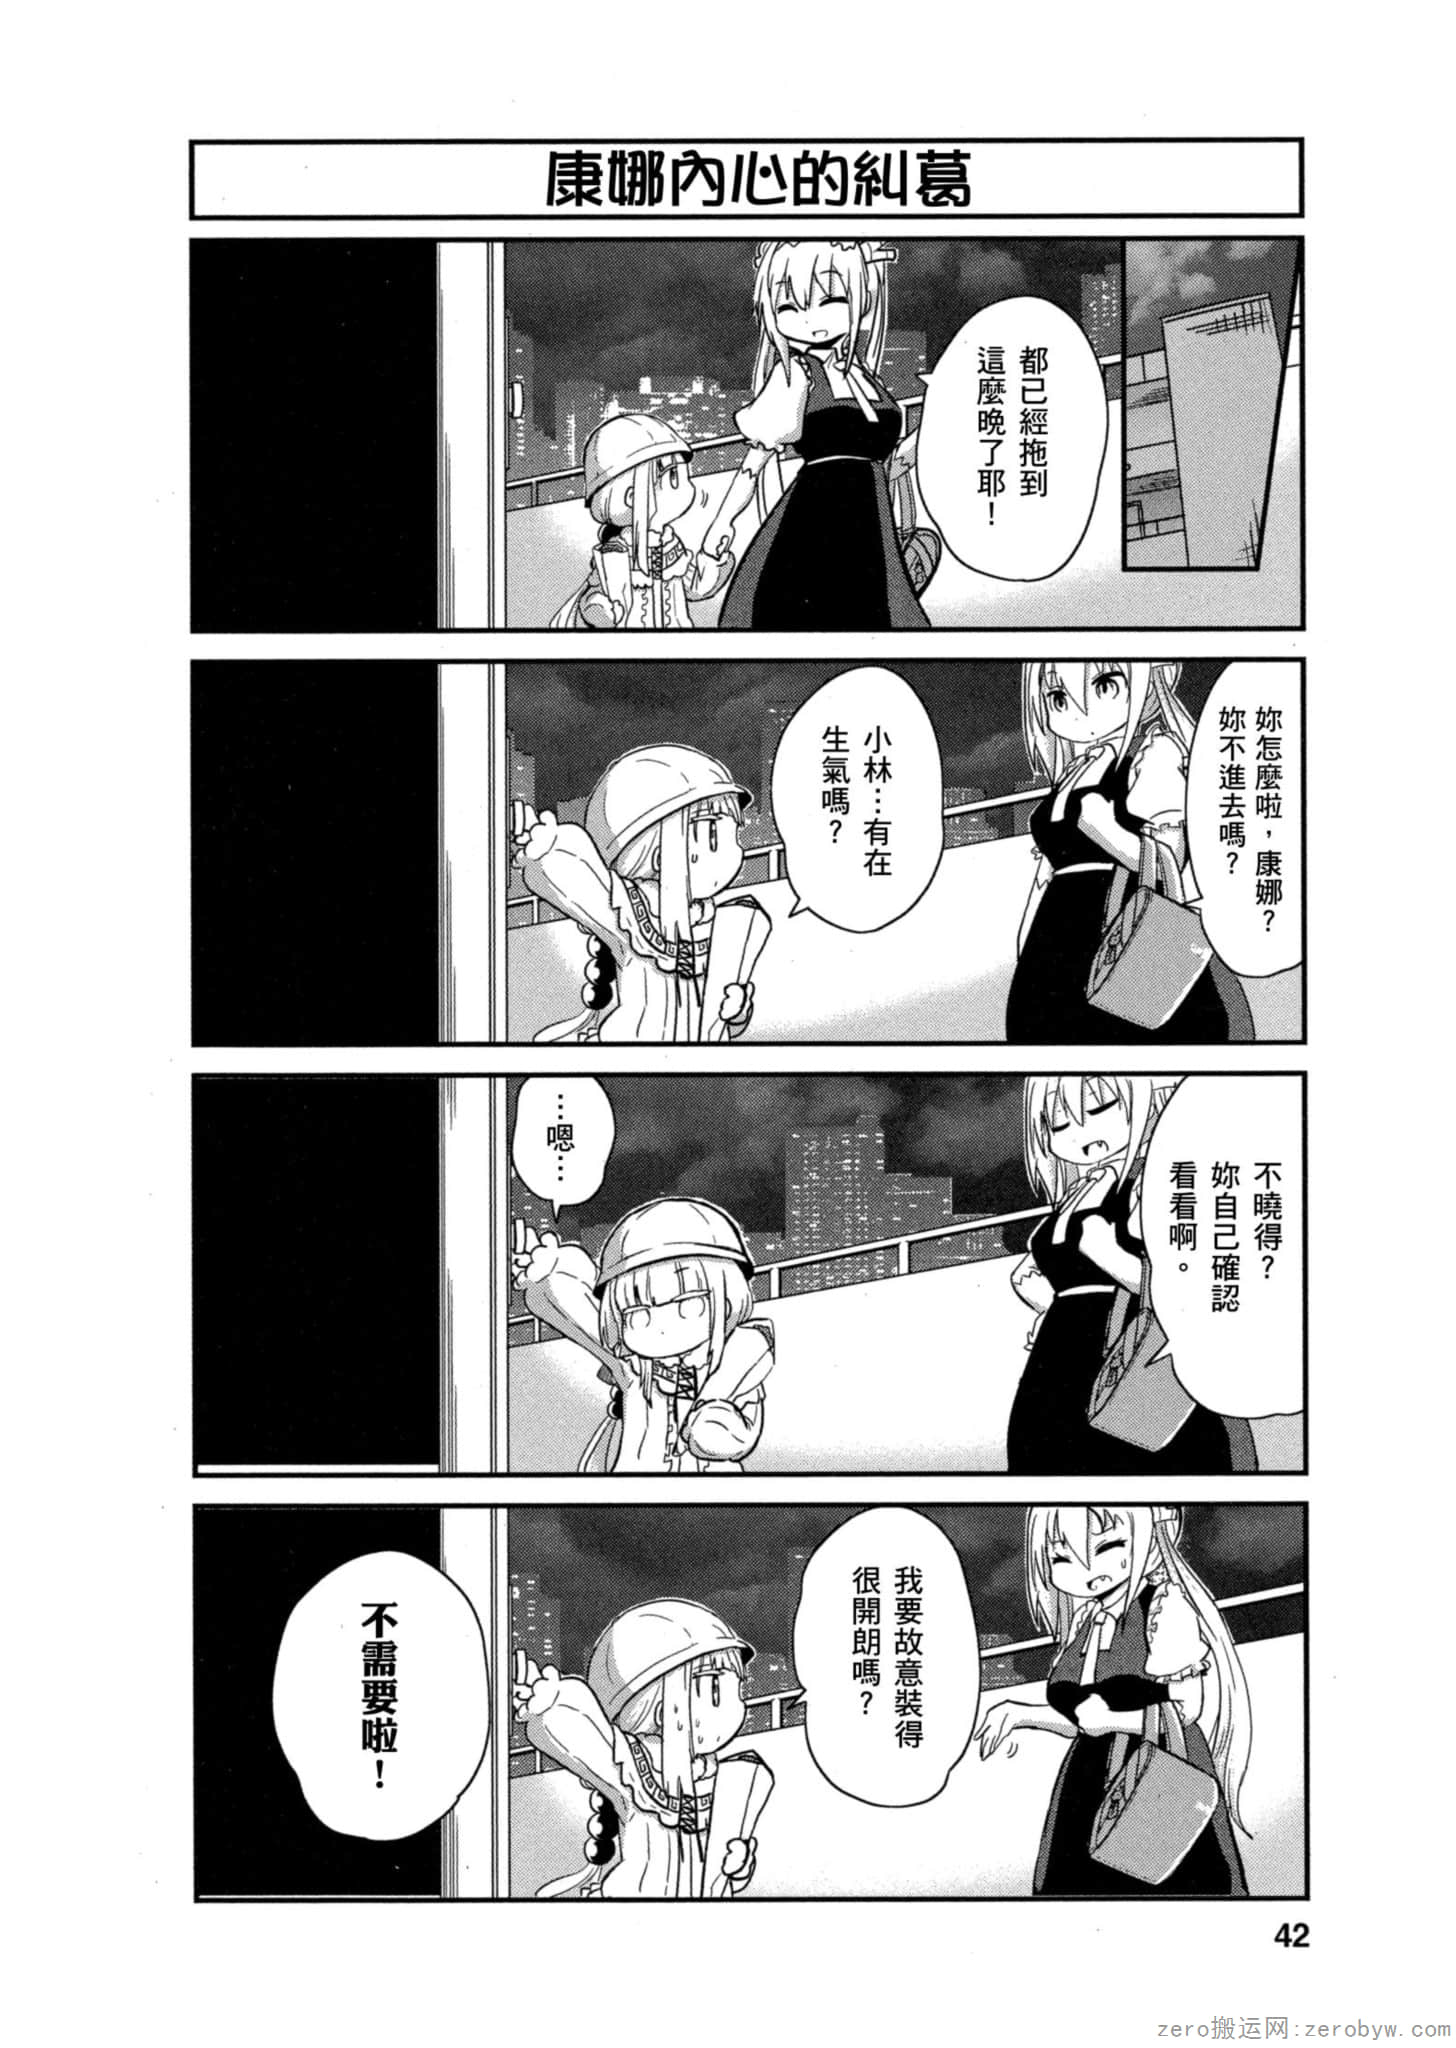 康娜內心的糾葛
都已經拖到
這麼晚了耶！
妳怎麼啦，康娜？
妳不進去嗎？
小林…有在
生氣嗎？
不曉得？
妳自己確認
看看啊。
…嗯…
我要故意裝得
很開朗嗎？
不需要啦！
42
zero搬运网:zerobyw.com